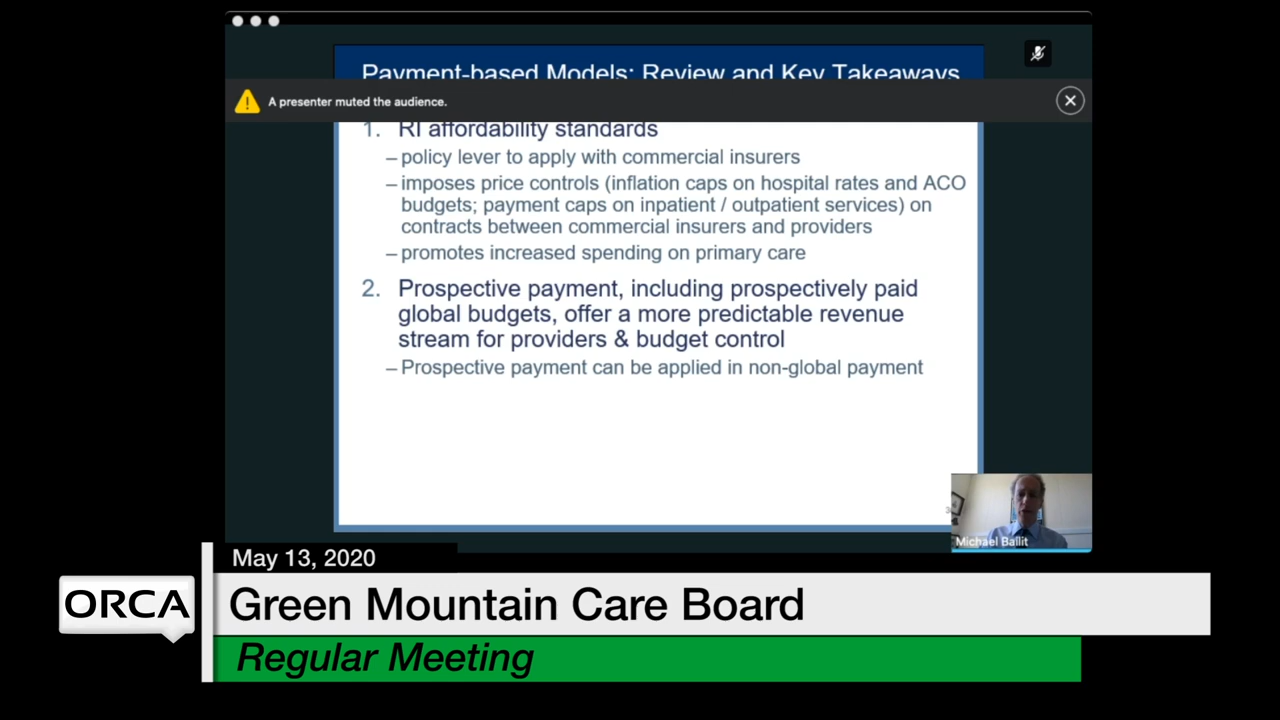 Payment-based Models: Review and Key Takeaways
A presenter muted the audience.
1. RI affordability standards
– policy lever to apply with commercial insurers
– imposes price controls (inflation caps on hospital rates and ACO
budgets; payment caps on inpatient / outpatient services) on
contracts between commercial insurers and providers
– promotes increased spending on primary care
2. Prospective payment, including prospectively paid
global budgets, offer a more predictable revenue
stream for providers & budget control
– Prospective payment can be applied in non-global payment
Michael Bailit
May 13, 2020
ORCA
Green Mountain Care Board
Regular Meeting